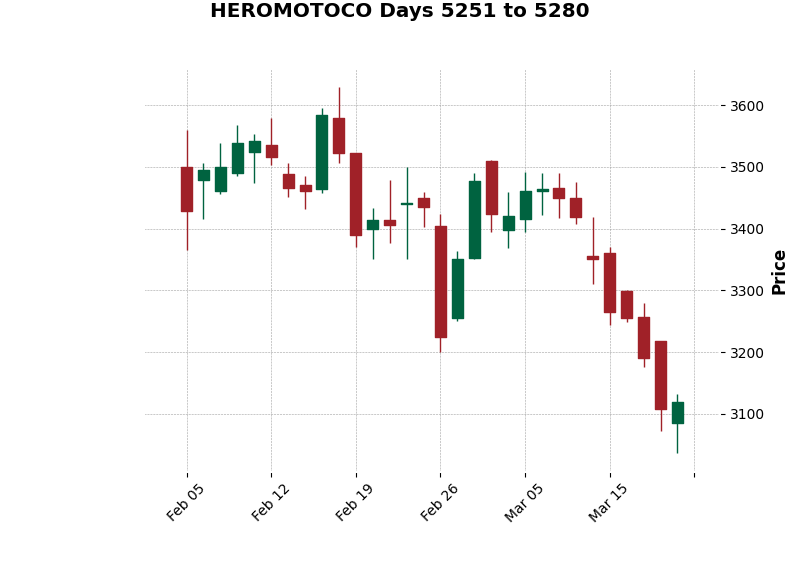 HEROMOTOCO Days 5251 to 5280
3600
3500
3400
3300
3200
3100
Price
Feb 05
Feb 12
Feb 19
Feb 26
Mar 05
Mar 15